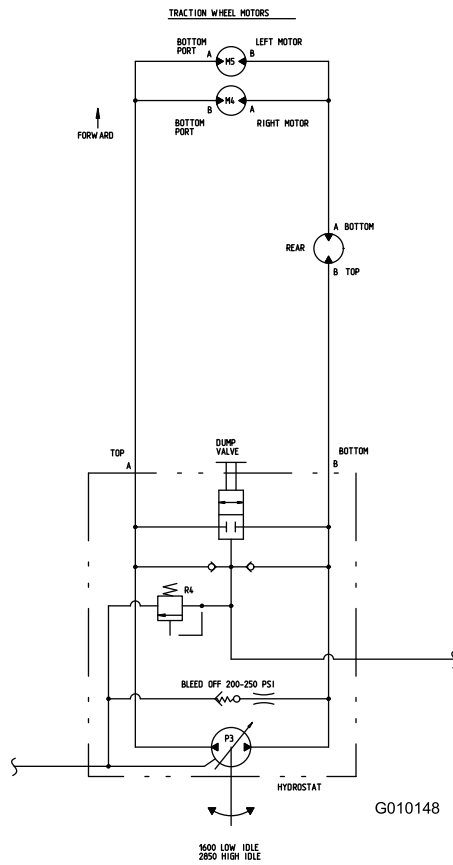 TRACTION WHEEL MOTORS
BOTTOM PORT
A
M5
B
LEFT MOTOR
B
M4
A
BOTTOM PORT
RIGHT MOTOR
FORWARD
A BOTTOM
REAR
B TOP
DUMP VALVE
TOP
A
BOTTOM
B
R4
BLEED OFF 200-250 PSI
P3
HYDROSTAT
G010148
1600 LOW IDLE
2850 HIGH IDLE